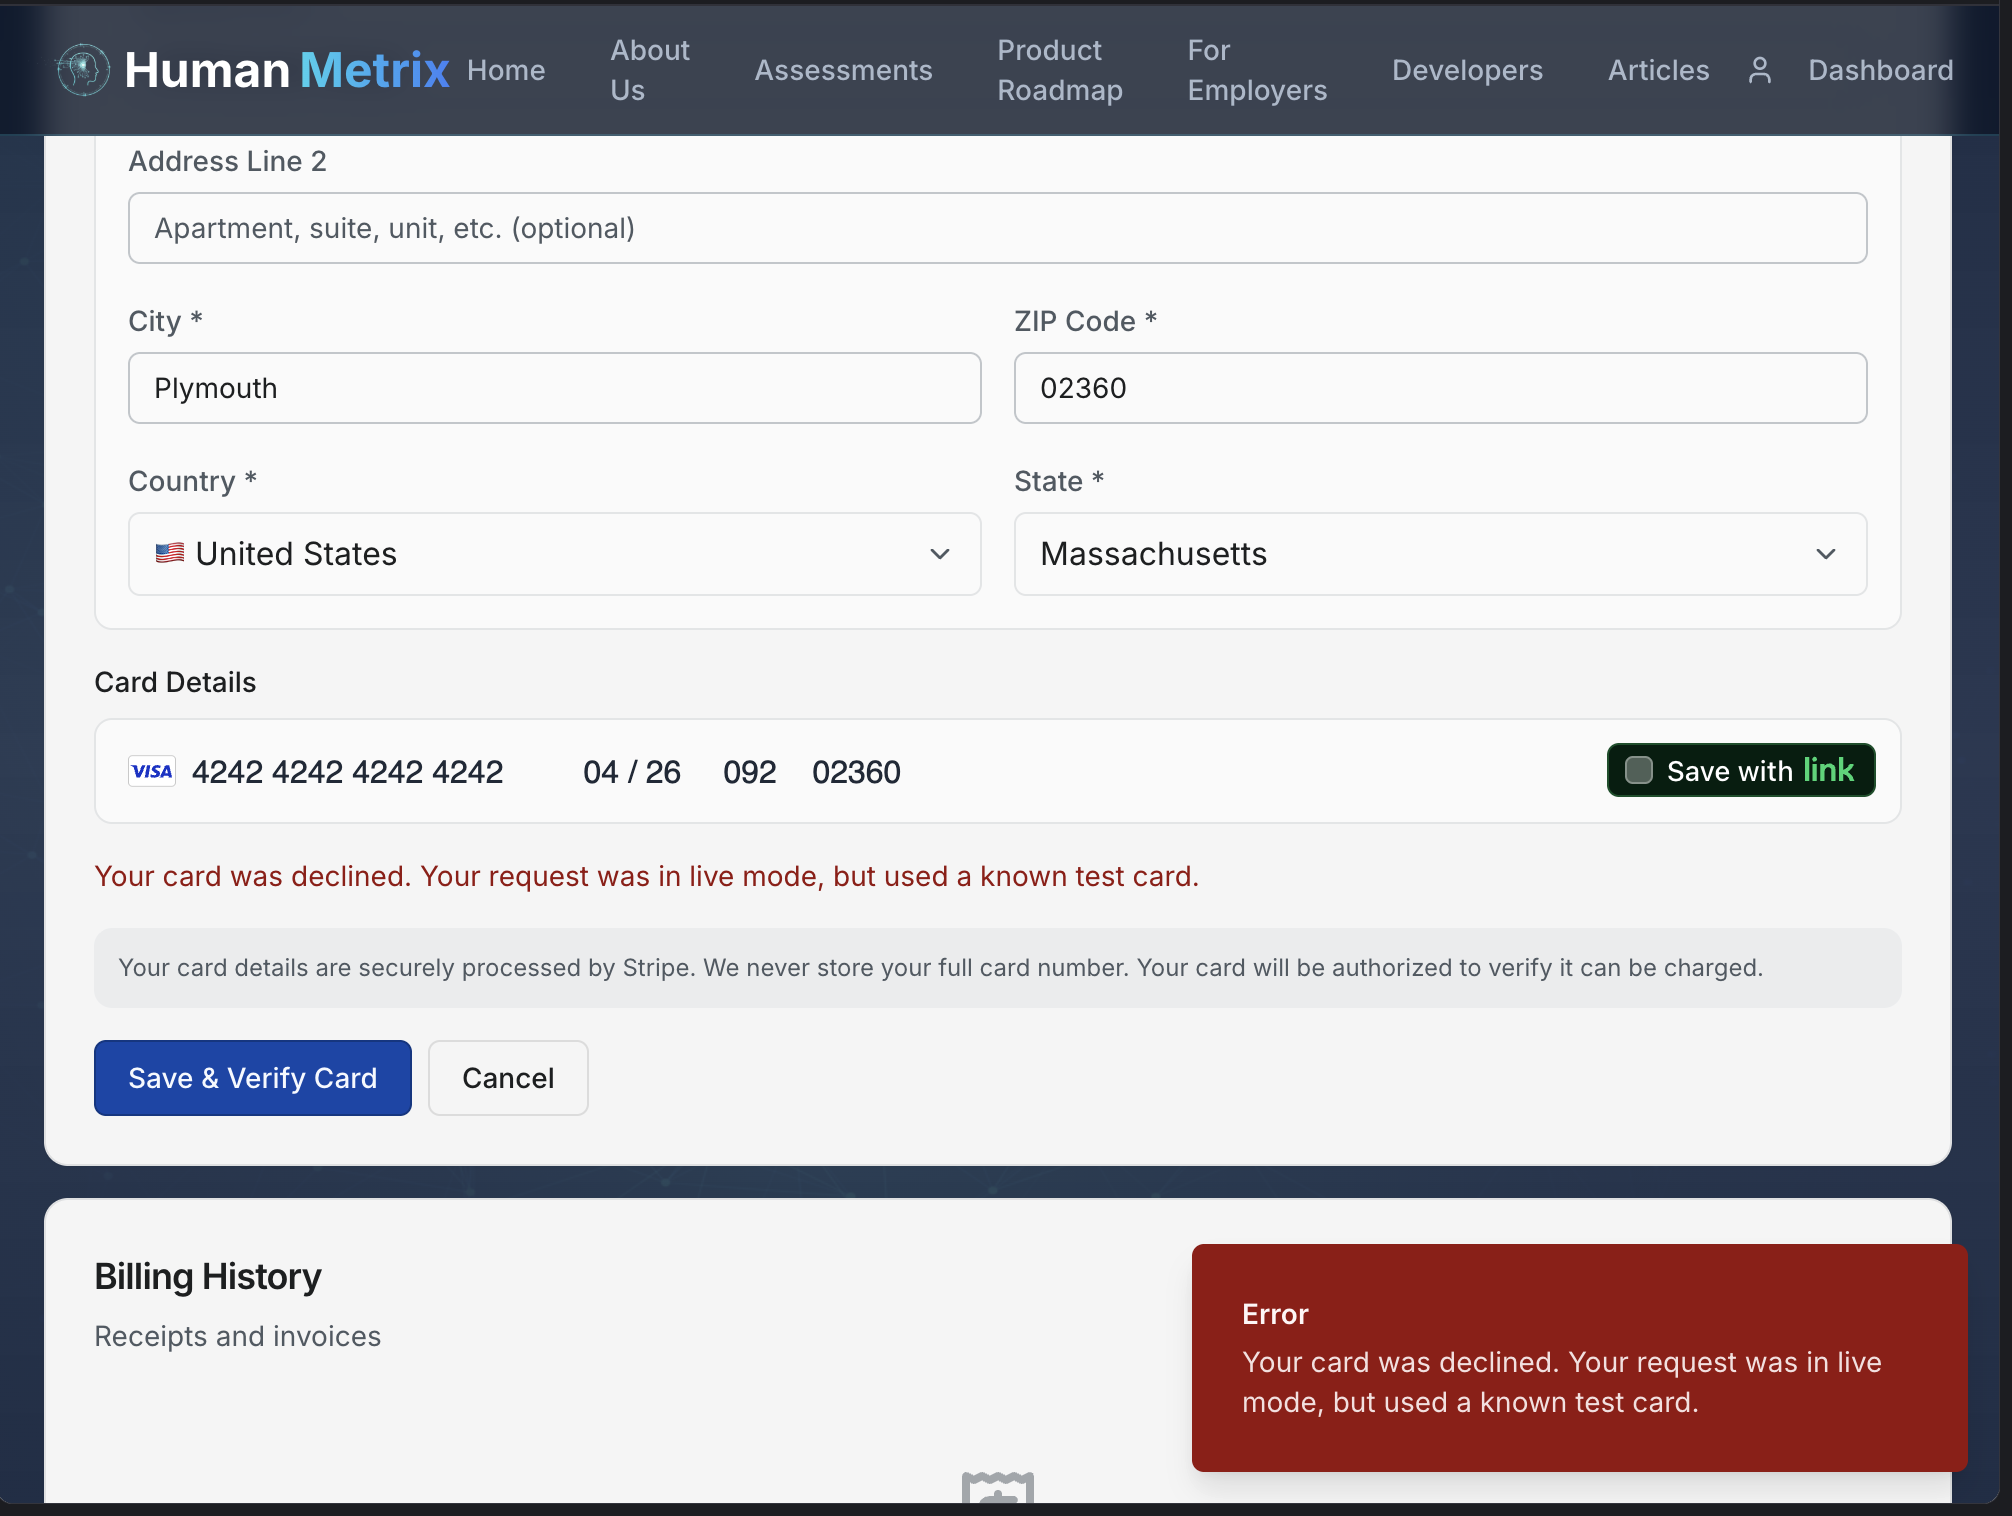 Human Metrix
Home
About Us
Assessments
Product Roadmap
For Employers
Developers
Articles
Dashboard
Address Line 2
Apartment, suite, unit, etc. (optional)
City *
ZIP Code *
Plymouth
02360
Country *
State *
🇺🇸 United States
Massachusetts
Card Details
VISA 4242 4242 4242 4242 04 / 26 092 02360
Save with link
Your card was declined. Your request was in live mode, but used a known test card.
Your card details are securely processed by Stripe. We never store your full card number. Your card will be authorized to verify it can be charged.
Save & Verify Card
Cancel
Billing History
Receipts and invoices
Error
Your card was declined. Your request was in live
mode, but used a known test card.